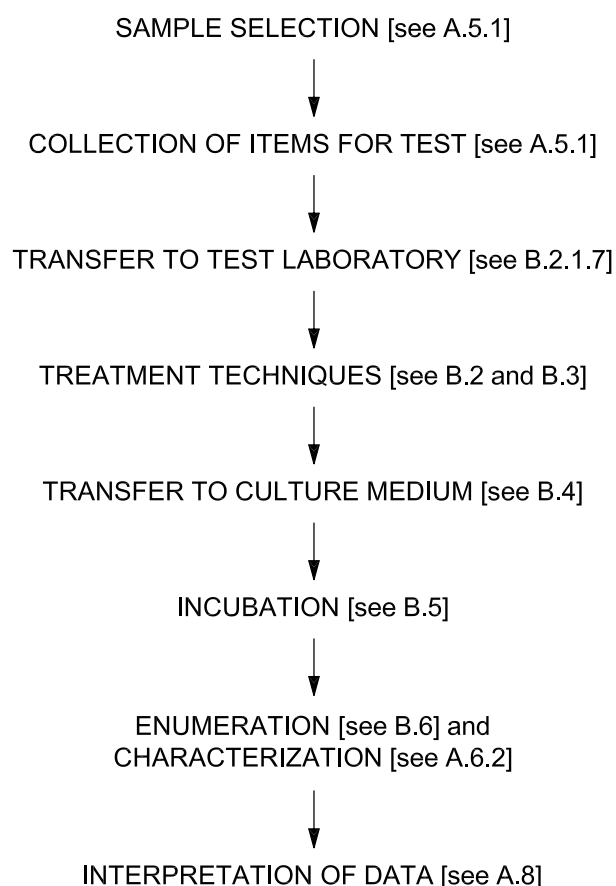 SAMPLE SELECTION [see A.5.1]
COLLECTION OF ITEMS FOR TEST [see A.5.1]
TRANSFER TO TEST LABORATORY [see B.2.1.7]
TREATMENT TECHNIQUES [see B.2 and B.3]
TRANSFER TO CULTURE MEDIUM [see B.4]
INCUBATION [see B.5]
ENUMERATION [see B.6] and
CHARACTERIZATION [see A.6.2]
INTERPRETATION OF DATA [see A.8]